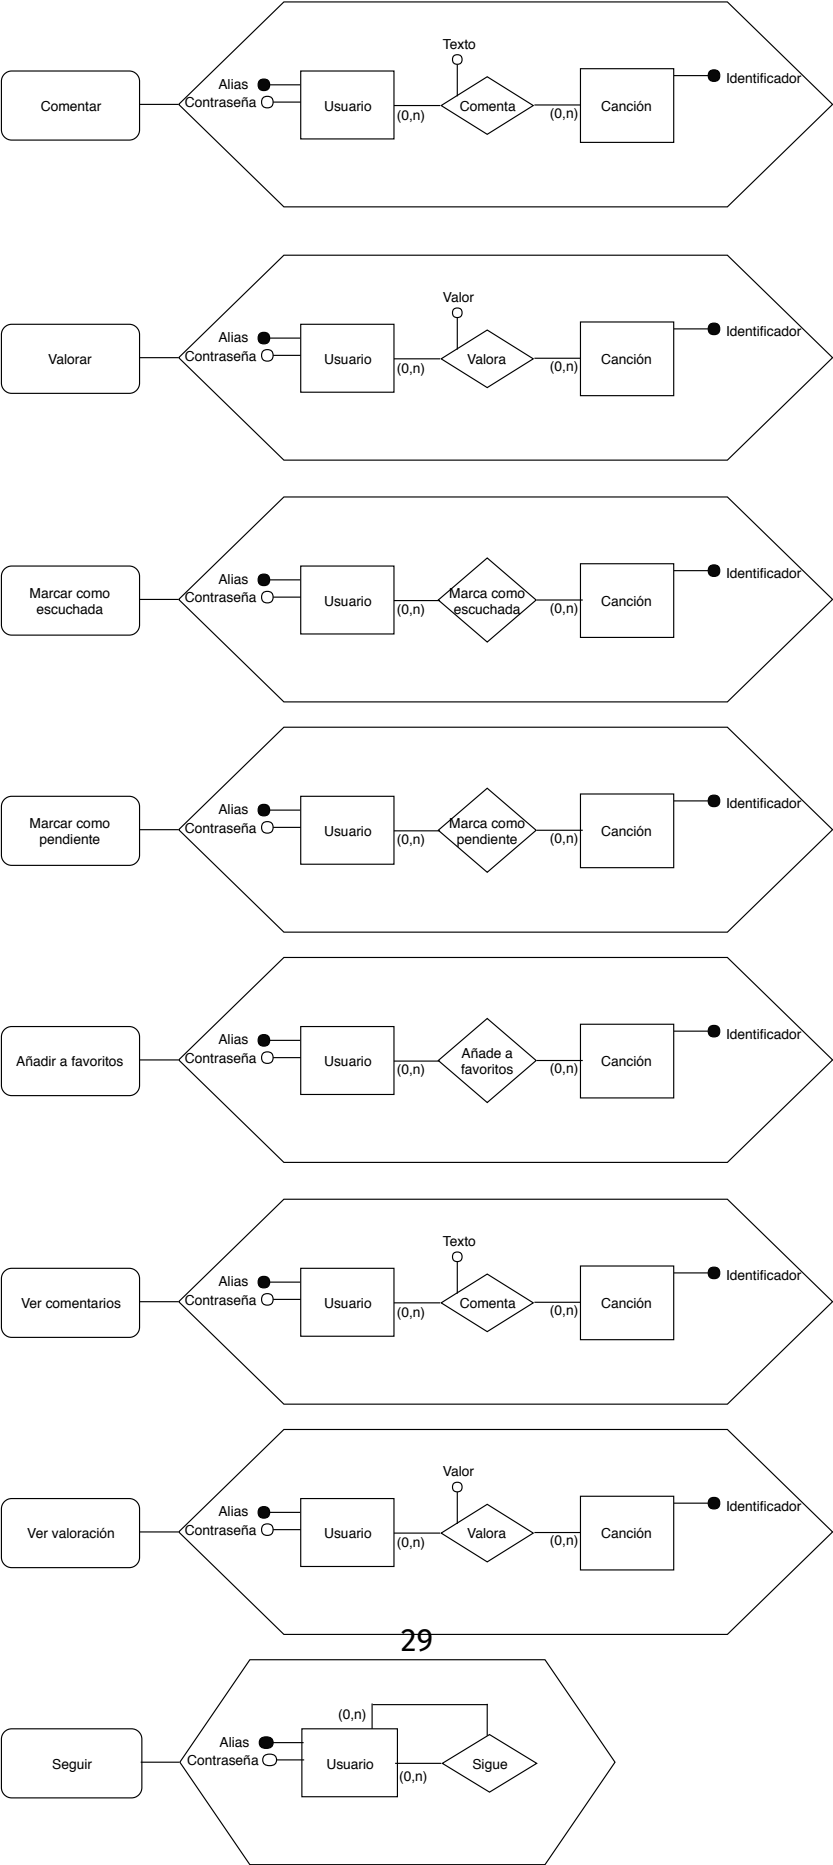 Texto
Alias
Contraseña
Identificador
Comentar
Usuario
Comenta
Canción
(0,n)
(0,n)
Valor
Alias
Contraseña
Identificador
Valorar
Usuario
Valora
Canción
(0,n)
(0,n)
Alias
Contraseña
Identificador
Marcar como
escuchada
Usuario
Marca como
escuchada
Canción
(0,n)
(0,n)
Alias
Contraseña
Identificador
Marcar como
pendiente
Usuario
Marca como
pendiente
Canción
(0,n)
(0,n)
Alias
Contraseña
Identificador
Añadir a favoritos
Usuario
Añade a
favoritos
Canción
(0,n)
(0,n)
Texto
Alias
Contraseña
Identificador
Ver comentarios
Usuario
Comenta
Canción
(0,n)
(0,n)
Valor
Alias
Contraseña
Identificador
Ver valoración
Usuario
Valora
Canción
(0,n)
(0,n)
29
(0,n)
Alias
Contraseña
Seguir
Usuario
Sigue
(0,n)